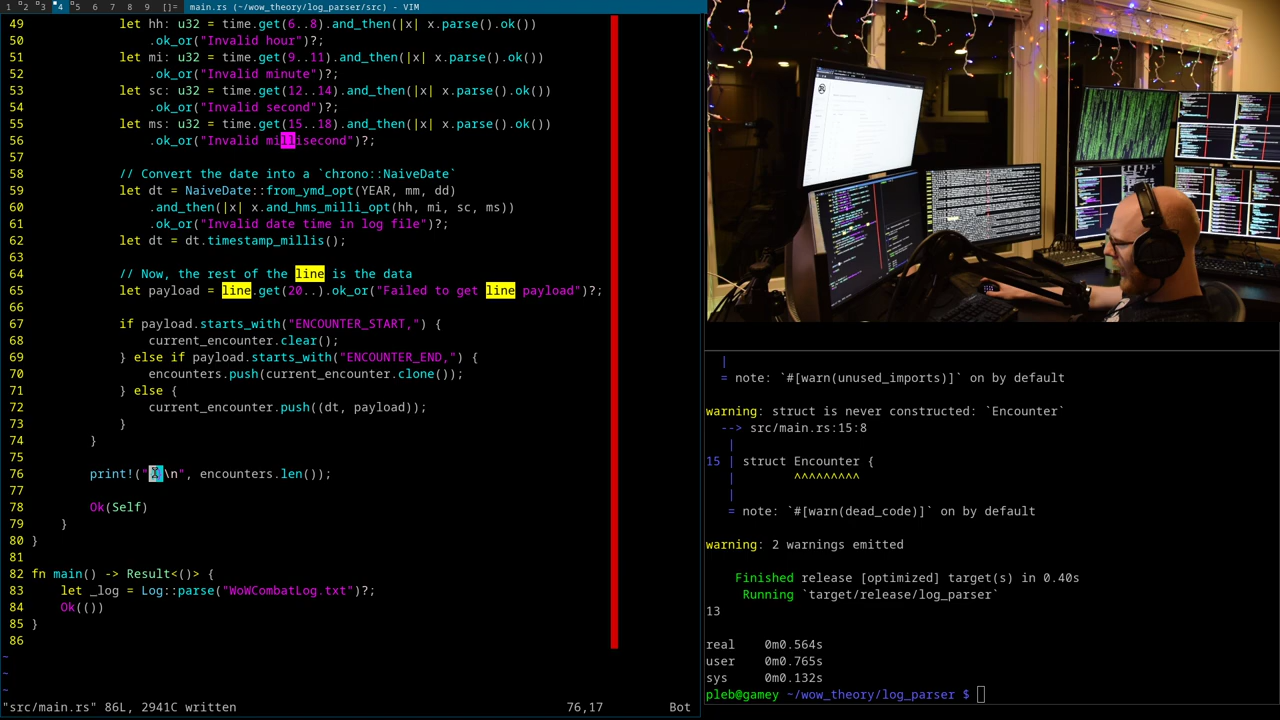 1 2 3 4 5 6 7 8 9 []= main.rs (~/wow_theory/log_parser/src) - VIM
49 let hh: u32 = time.get(6..8).and_then(|x| x.parse().ok())
50 .ok_or("Invalid hour")?;
51 let mi: u32 = time.get(9..11).and_then(|x| x.parse().ok())
52 .ok_or("Invalid minute")?;
53 let sc: u32 = time.get(12..14).and_then(|x| x.parse().ok())
54 .ok_or("Invalid second")?;
55 let ms: u32 = time.get(15..18).and_then(|x| x.parse().ok())
56 .ok_or("Invalid millisecond")?;
57
58 // Convert the date into a `chrono::NaiveDate`
59 let dt = NaiveDate::from_ymd_opt(YEAR, mm, dd)
60 .and_then(|x| x.and_hms_milli_opt(hh, mi, sc, ms))
61 .ok_or("Invalid date time in log file")?;
62 let dt = dt.timestamp_millis();
63
64 // Now, the rest of the line is the data
65 let payload = line.get(20..).ok_or("Failed to get line payload")?;
66
67 if payload.starts_with("ENCOUNTER_START,") {
68 current_encounter.clear();
69 } else if payload.starts_with("ENCOUNTER_END,") {
70 encounters.push(current_encounter.clone());
71 } else {
72 current_encounter.push((dt, payload));
73 }
74 }
75
76 print!(" \n", encounters.len());
77
78 Ok(Self)
79 }
80 }
81
82 fn main() -> Result<()> {
83 let _log = Log::parse("WoWCombatLog.txt")?;
84 Ok(())
85 }
86
~
~
~
"src/main.rs" 86L, 2941C written 76,17 Bot
|
= note: `#[warn(unused_imports)]` on by default
warning: struct is never constructed: `Encounter`
--> src/main.rs:15:8
|
15 | struct Encounter {
| ^^^^^^^^^
|
= note: `#[warn(dead_code)]` on by default
warning: 2 warnings emitted
Finished release [optimized] target(s) in 0.40s
Running `target/release/log_parser`
13
real 0m0.564s
user 0m0.765s
sys 0m0.132s
pleb@gamey ~/wow_theory/log_parser $